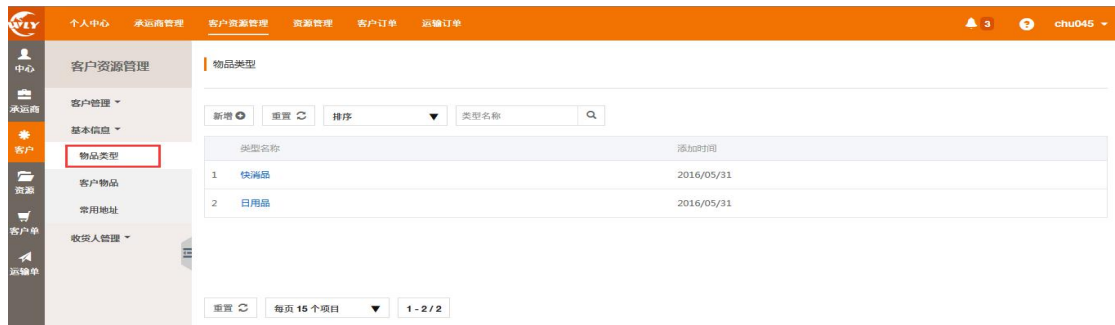 WLY 个人中心 承运商管理 客户资源管理 资源管理 客户订单 运输订单 3 chu045
中心
承运商
客户
资源
客户单
运输单
客户资源管理
客户管理
基本信息
物品类型
客户物品
常用地址
收货人管理
物品类型
新增 重置 排序 类型名称
类型名称 添加时间
1 快消品 2016/05/31
2 日用品 2016/05/31
重置 每页 15 个项目 1 - 2 / 2